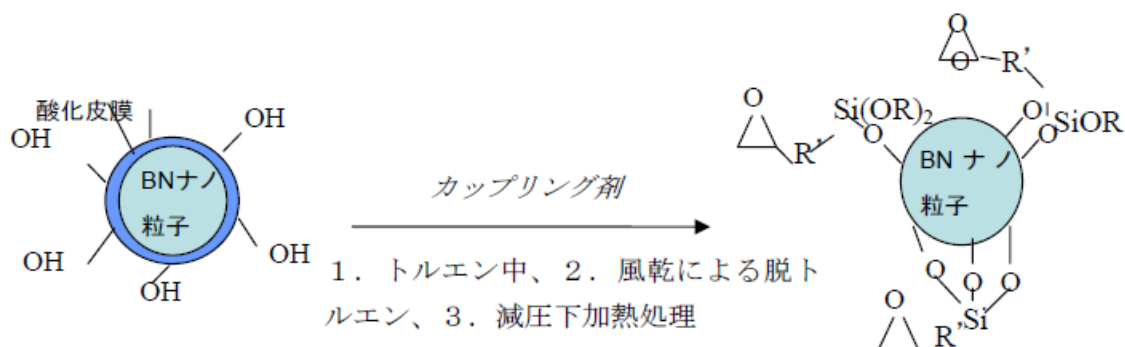 酸化皮膜
OH
OH
BNナノ
粒子
OH
OH
OH
カップリング剤
1．トルエン中、2．風乾による脱ト
ルエン、3．減圧下加熱処理
O
O
R'
O
Si(OR)2
O
O
SiOR
R'
O
BN ナノ
粒子
O
O
O
O
R'
Si